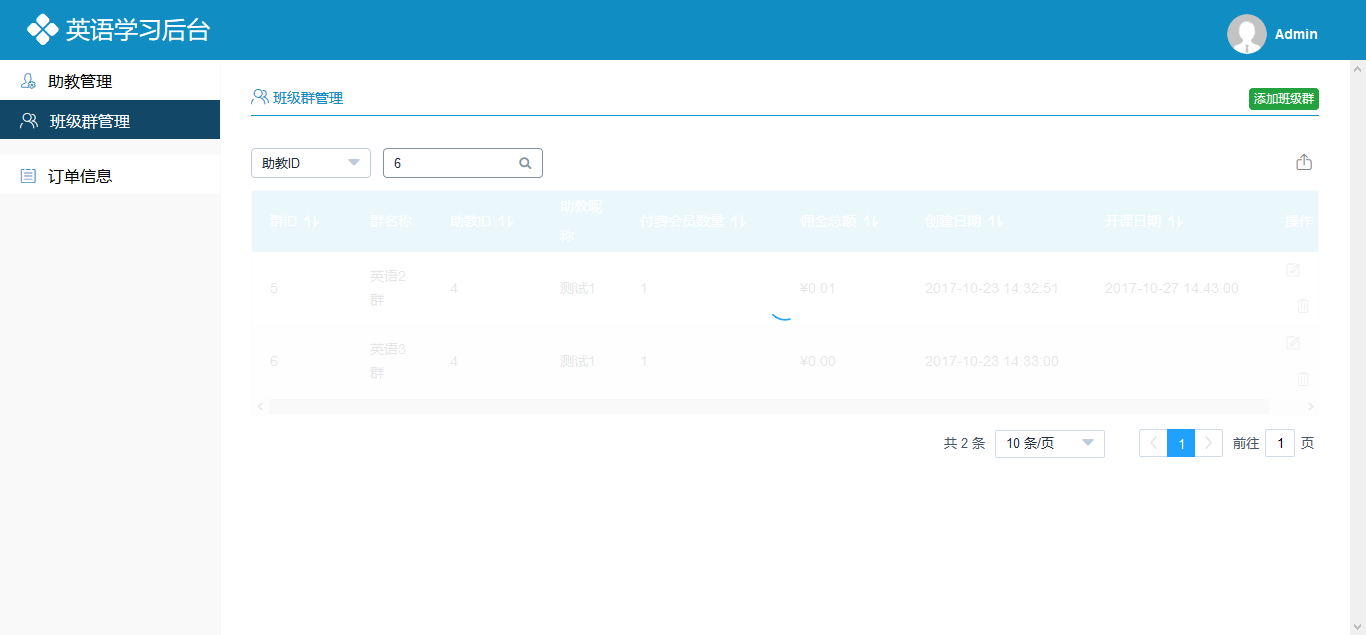 英语学习后台
Admin
助教管理
班级群管理
订单信息
班级群管理
添加班级群
助教ID
6
群ID 群名称 助教ID 助教昵称 付费会员数量 佣金总额 创建日期 开课日期 操作
5 英语2群 4 测试1 1 ¥0.01 2017-10-23 14:32:51 2017-10-27 14:43:00
6 英语3群 4 测试1 1 ¥0.00 2017-10-23 14:33:00
共 2 条 10 条/页 1 前往 1 页